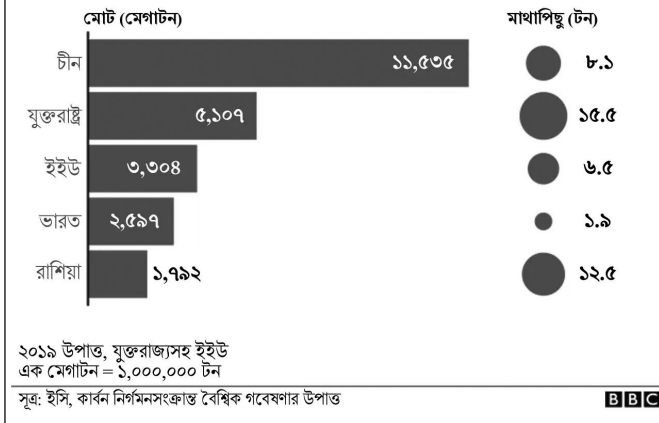 মোট (মেগাটন) মাথাপিছু (টন)
চীন ১১,৫৩৫ ৮.১
যুক্তরাষ্ট্র ৫,১০৭ ১৫.৫
ইইউ ৩,৩০৪ ৬.৫
ভারত ২,৫৯৭ ১.৯
রাশিয়া ১,৭৯২ ১২.৫
২০১৯ উপাত্ত, যুক্তরাজ্যসহ ইইউ
এক মেগাটন = ১,০০০,০০০ টন
সূত্র: ইসি, কার্বন নির্গমনসংক্রান্ত বৈশ্বিক গবেষণার উপাত্ত BBC